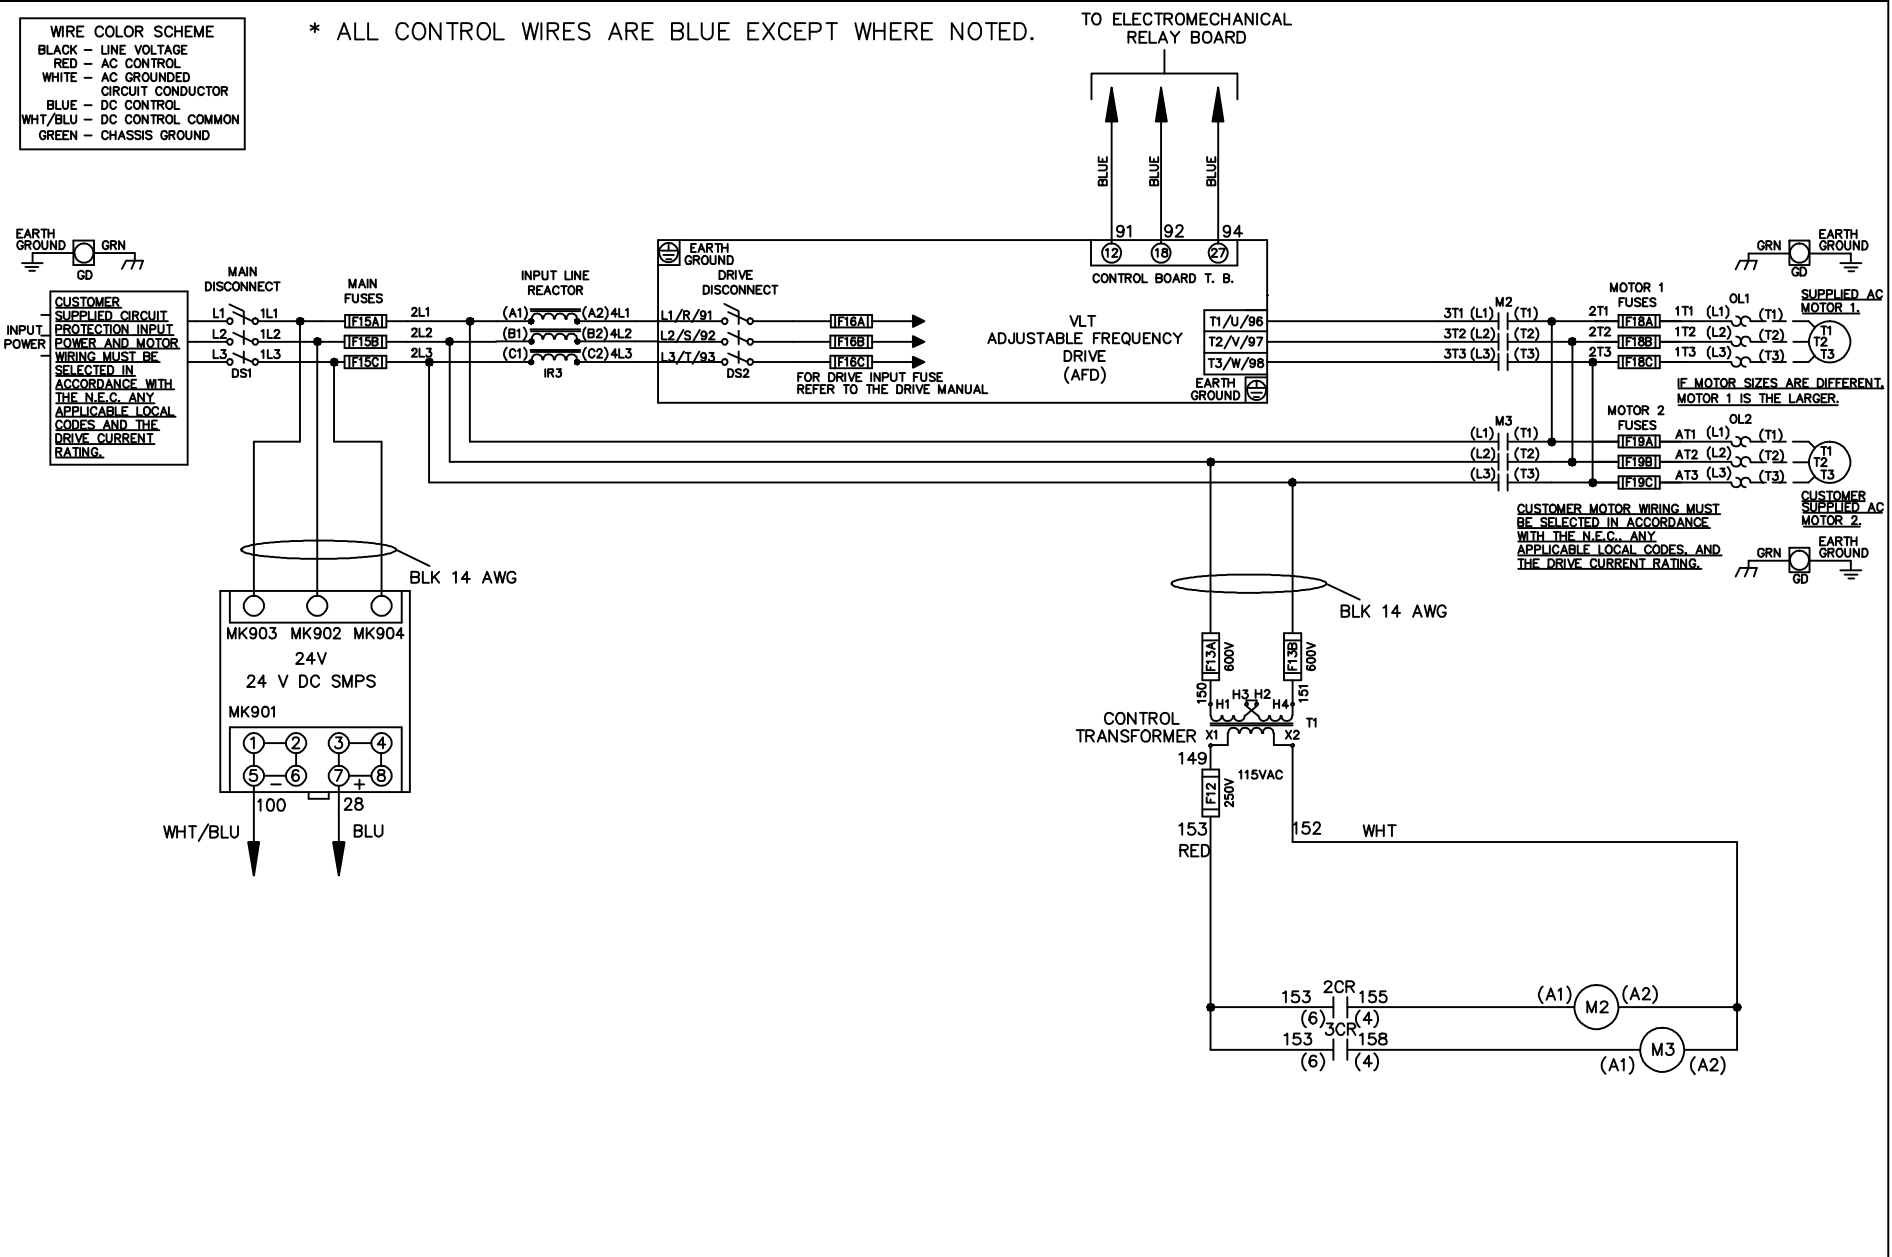 WIRE COLOR SCHEME
BLACK – LINE VOLTAGE
RED – AC CONTROL
WHITE – AC GROUNDED
CIRCUIT CONDUCTOR
BLUE – DC CONTROL
WHT/BLU – DC CONTROL COMMON
GREEN – CHASSIS GROUND
* ALL CONTROL WIRES ARE BLUE EXCEPT WHERE NOTED.
TO ELECTROMECHANICAL
RELAY BOARD
BLUE
BLUE
BLUE
91 92 94
12 18 27
CONTROL BOARD T. B.
EARTH
GROUND
GRN
GD
INPUT
POWER
CUSTOMER
SUPPLIED CIRCUIT
PROTECTION INPUT
POWER AND MOTOR
WIRING MUST BE
SELECTED IN
ACCORDANCE WITH
THE N.E.C. ANY
APPLICABLE LOCAL
CODES AND THE
DRIVE CURRENT
RATING.
MAIN
DISCONNECT
L1 1L1
L2 1L2
L3 1L3
DS1
MAIN
FUSES
F15A
F15B
F15C
2L1
2L2
2L3
INPUT LINE
REACTOR
(A1) (A2) 4L1
(B1) (B2) 4L2
(C1) (C2) 4L3
IR3
EARTH
GROUND
DRIVE
DISCONNECT
L1/R/91
L2/S/92
L3/T/93
DS2
F16A
F16B
F16C
FOR DRIVE INPUT FUSE
REFER TO THE DRIVE MANUAL
VLT
ADJUSTABLE FREQUENCY
DRIVE
(AFD)
T1/U/96
T2/V/97
T3/W/98
EARTH
GROUND
M2
3T1 (L1) (T1)
3T2 (L2) (T2)
3T3 (L3) (T3)
MOTOR 1
FUSES
2T1 F18A 1T1
2T2 F18B 1T2
2T3 F18C 1T3
OL1
(L1) (T1)
(L2) (T2)
(L3) (T3)
GRN
EARTH
GROUND
GD
SUPPLIED AC
MOTOR 1.
T1
T2
T3
IF MOTOR SIZES ARE DIFFERENT,
MOTOR 1 IS THE LARGER.
M3
(L1) (T1)
(L2) (T2)
(L3) (T3)
MOTOR 2
FUSES
F19A AT1
F19B AT2
F19C AT3
OL2
(L1) (T1)
(L2) (T2)
(L3) (T3)
T1
T2
T3
CUSTOMER
SUPPLIED AC
MOTOR 2.
CUSTOMER MOTOR WIRING MUST
BE SELECTED IN ACCORDANCE
WITH THE N.E.C., ANY
APPLICABLE LOCAL CODES, AND
THE DRIVE CURRENT RATING.
GRN
EARTH
GROUND
GD
BLK 14 AWG
MK903 MK902 MK904
24V
24 V DC SMPS
MK901
1 2 3 4
5 – 6 7 + 8
100 28
WHT/BLU BLU
BLK 14 AWG
F13A 600V
F13B 600V
150 151
H1 H3 H2 H4
CONTROL
TRANSFORMER
T1
X1 X2
149
115VAC
F12 250V
153
RED
152 WHT
2CR
153 155
(6) (4)
(A1) M2 (A2)
3CR
153 158
(6) (4)
(A1) M3 (A2)